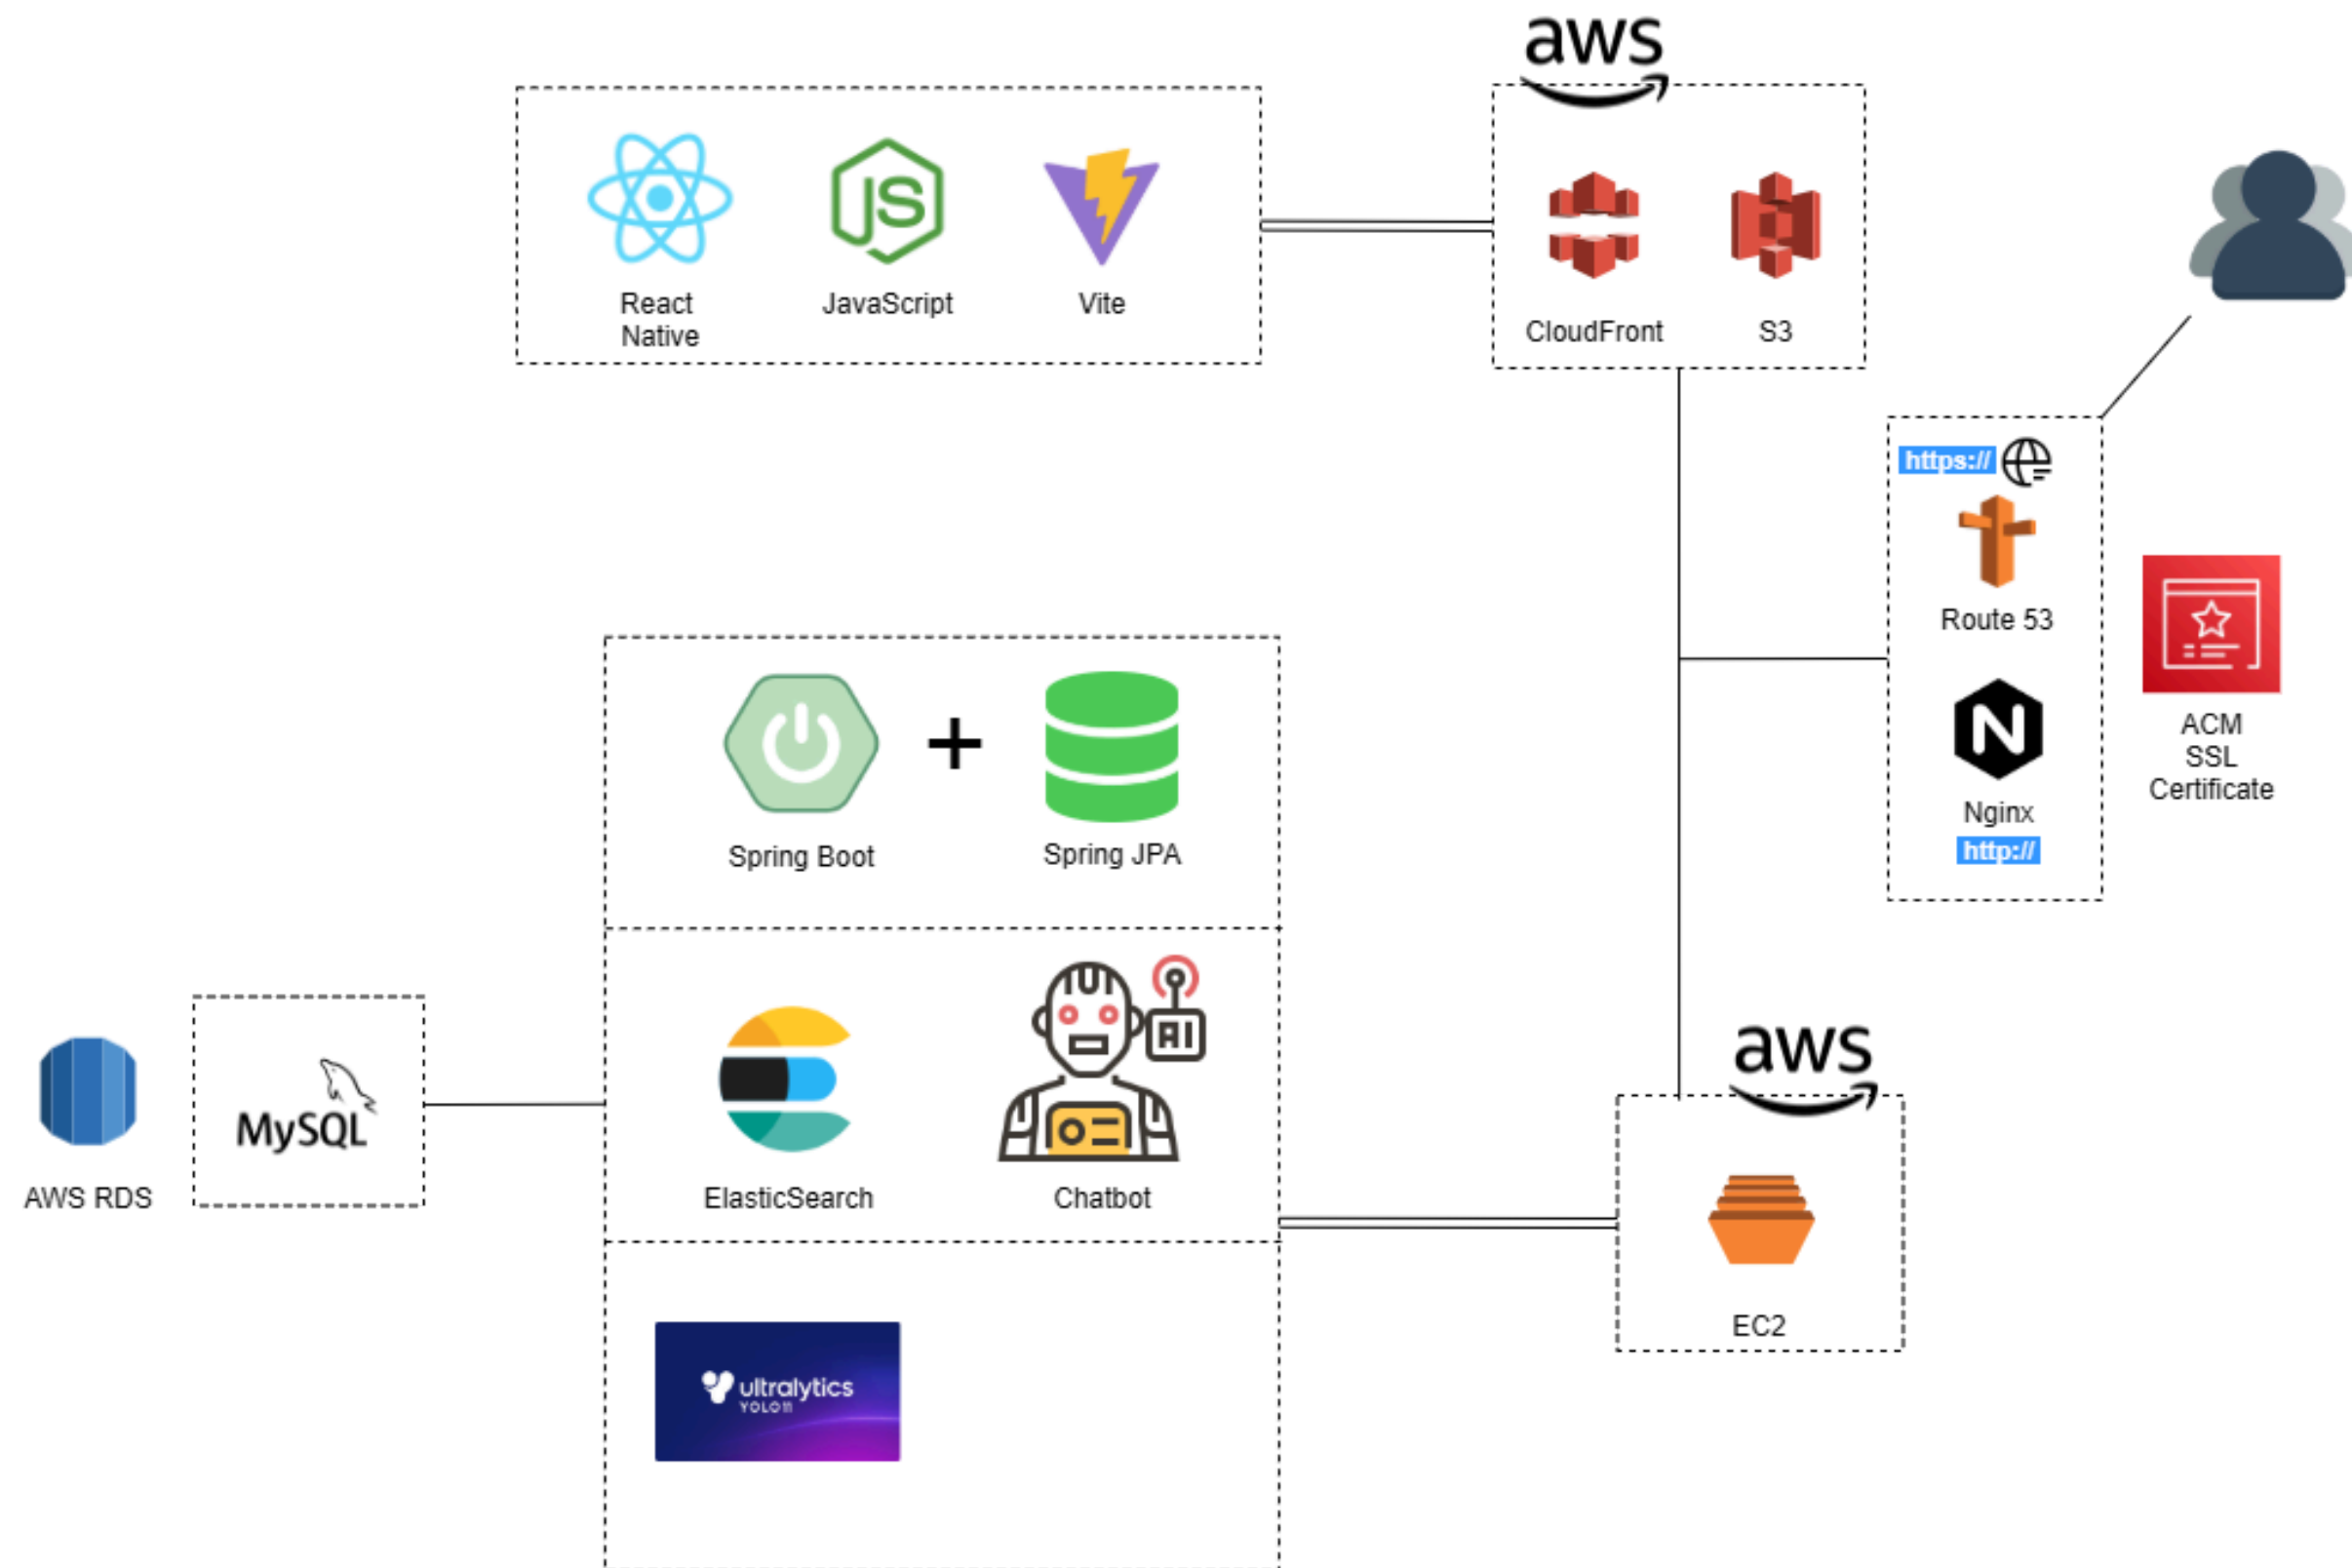 aws
React
Native
JavaScript
Vite
CloudFront
S3
https://
Route 53
Nginx
http://
ACM
SSL
Certificate
JS
Spring Boot
Spring JPA
AI
ElasticSearch
Chatbot
AWS RDS
MySQL
aws
EC2
ultralytics
YOLO11